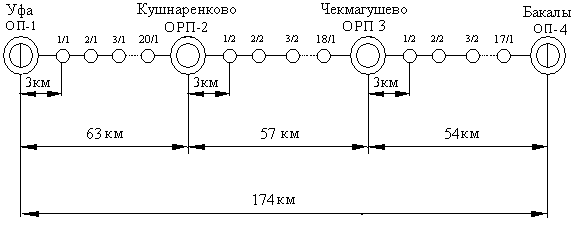 Уфа Кушнаренково Чекмагушево Бакалы
ОП-1 ОРП-2 ОРП 3 ОП-4
1/1 2/1 3/1 20/1 1/2 2/2 3/2 18/1 1/2 2/2 3/2 17/1
3км 3км 3км
63 км 57 км 54км
174км